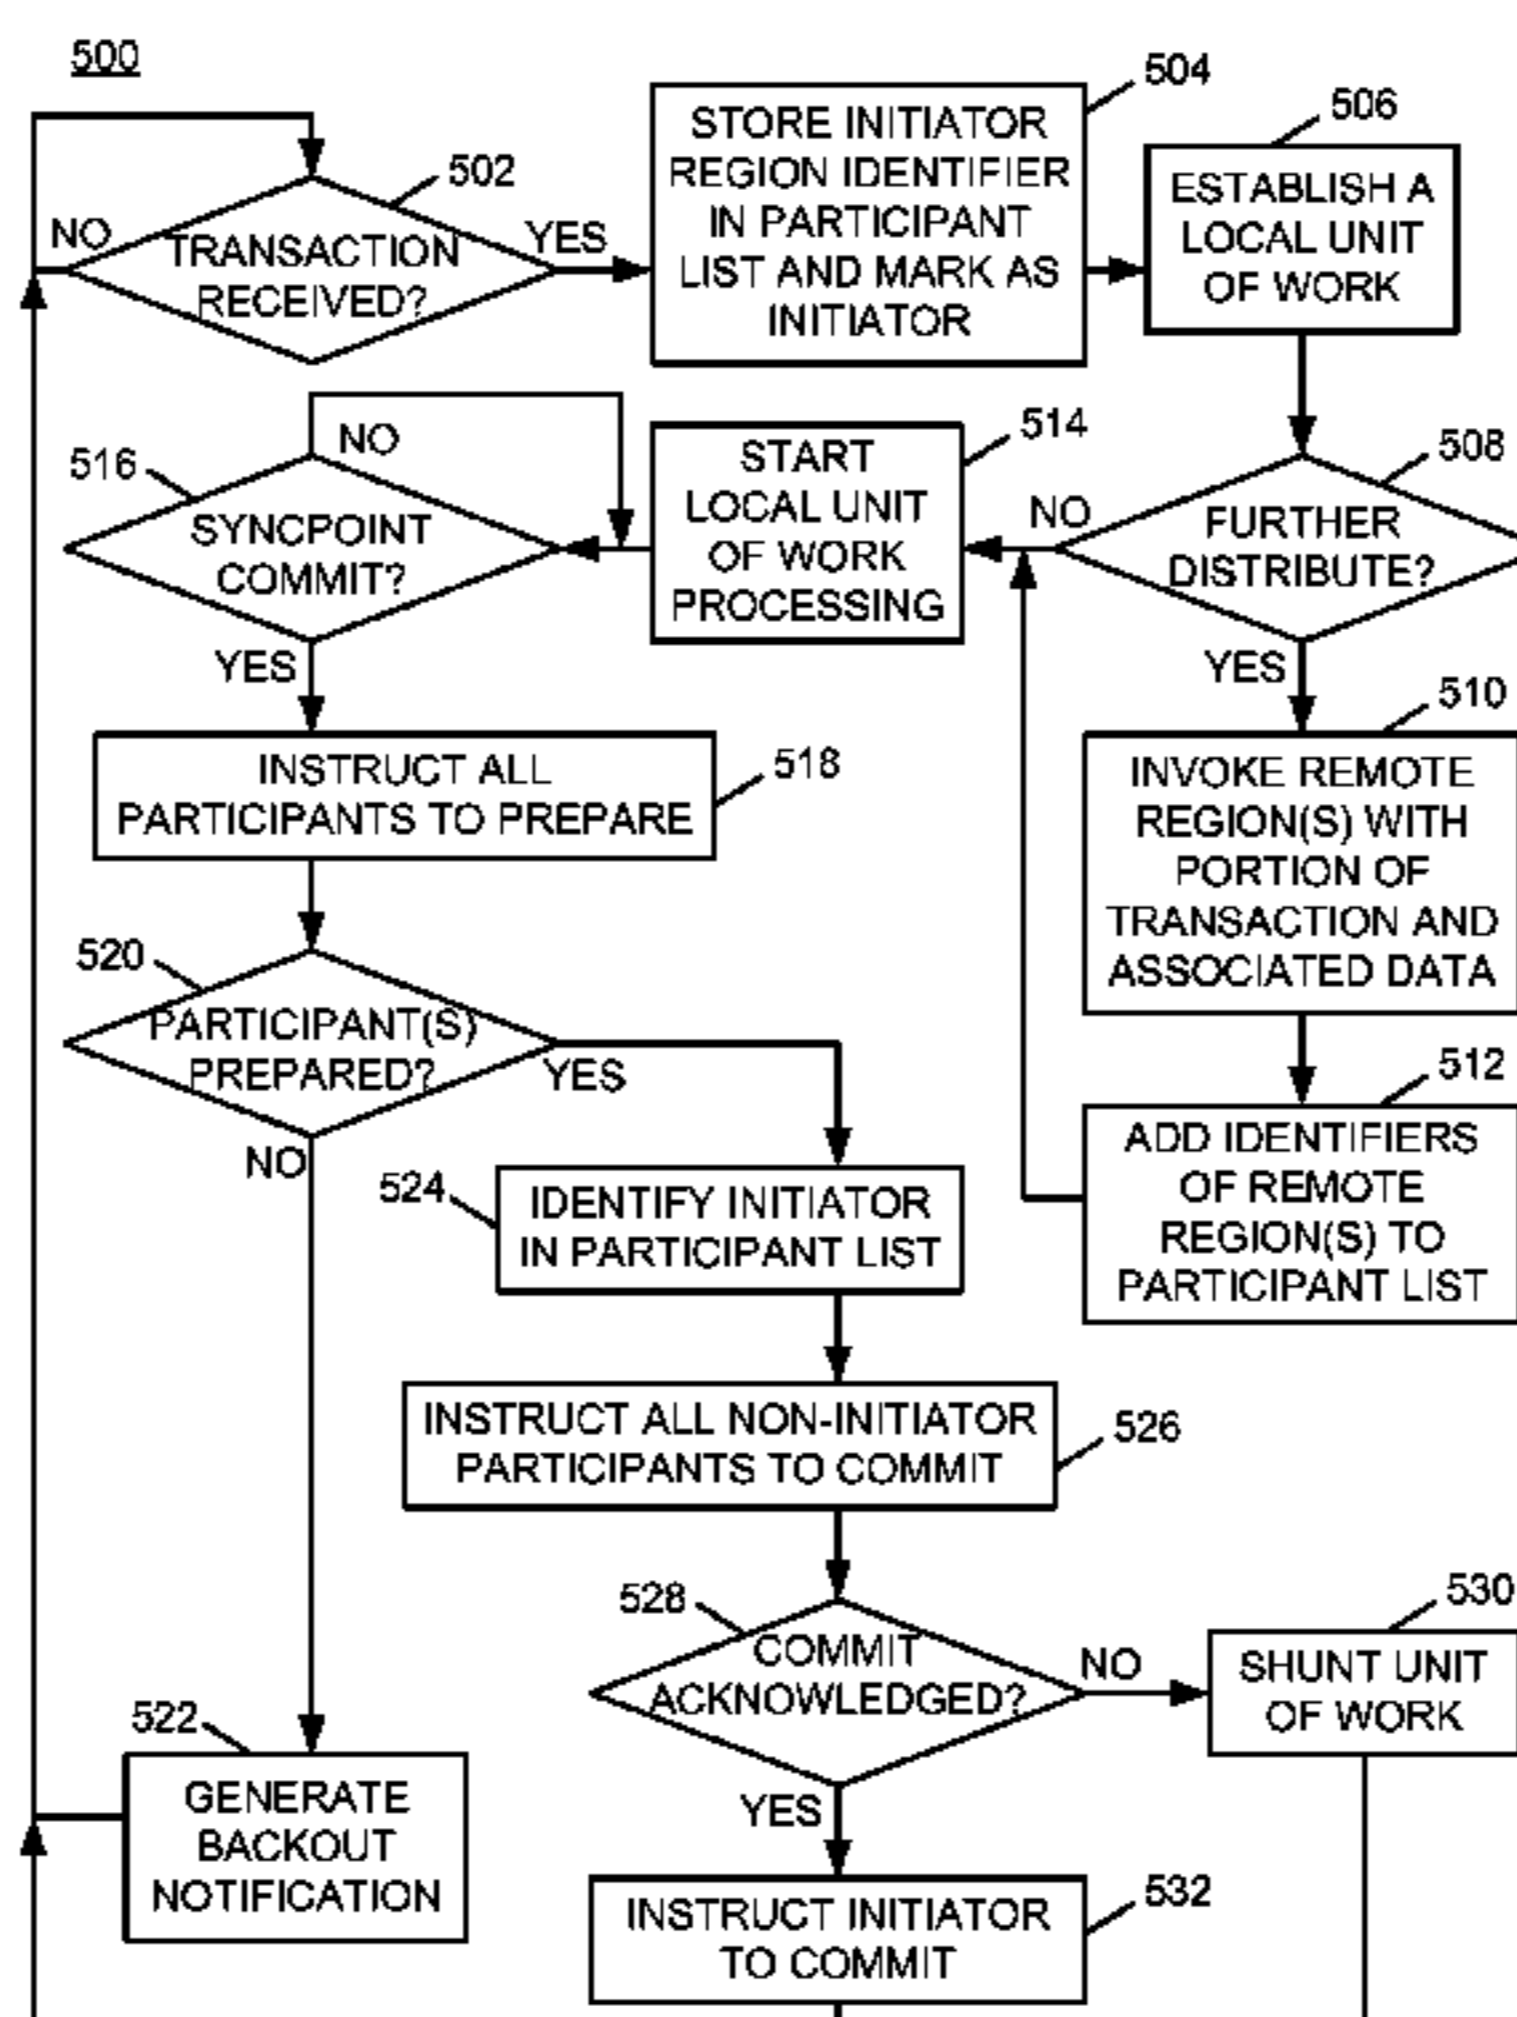 500
502
TRANSACTION
RECEIVED?
NO
YES
504
STORE INITIATOR
REGION IDENTIFIER
IN PARTICIPANT
LIST AND MARK AS
INITIATOR
506
ESTABLISH A
LOCAL UNIT
OF WORK
508
FURTHER
DISTRIBUTE?
NO
YES
510
INVOKE REMOTE
REGION(S) WITH
PORTION OF
TRANSACTION AND
ASSOCIATED DATA
512
ADD IDENTIFIERS
OF REMOTE
REGION(S) TO
PARTICIPANT LIST
514
START
LOCAL UNIT
OF WORK
PROCESSING
516
SYNCPOINT
COMMIT?
NO
YES
518
INSTRUCT ALL
PARTICIPANTS TO PREPARE
520
PARTICIPANT(S)
PREPARED?
YES
NO
522
GENERATE
BACKOUT
NOTIFICATION
524
IDENTIFY INITIATOR
IN PARTICIPANT LIST
526
INSTRUCT ALL NON-INITIATOR
PARTICIPANTS TO COMMIT
528
COMMIT
ACKNOWLEDGED?
NO
YES
530
SHUNT UNIT
OF WORK
532
INSTRUCT INITIATOR
TO COMMIT